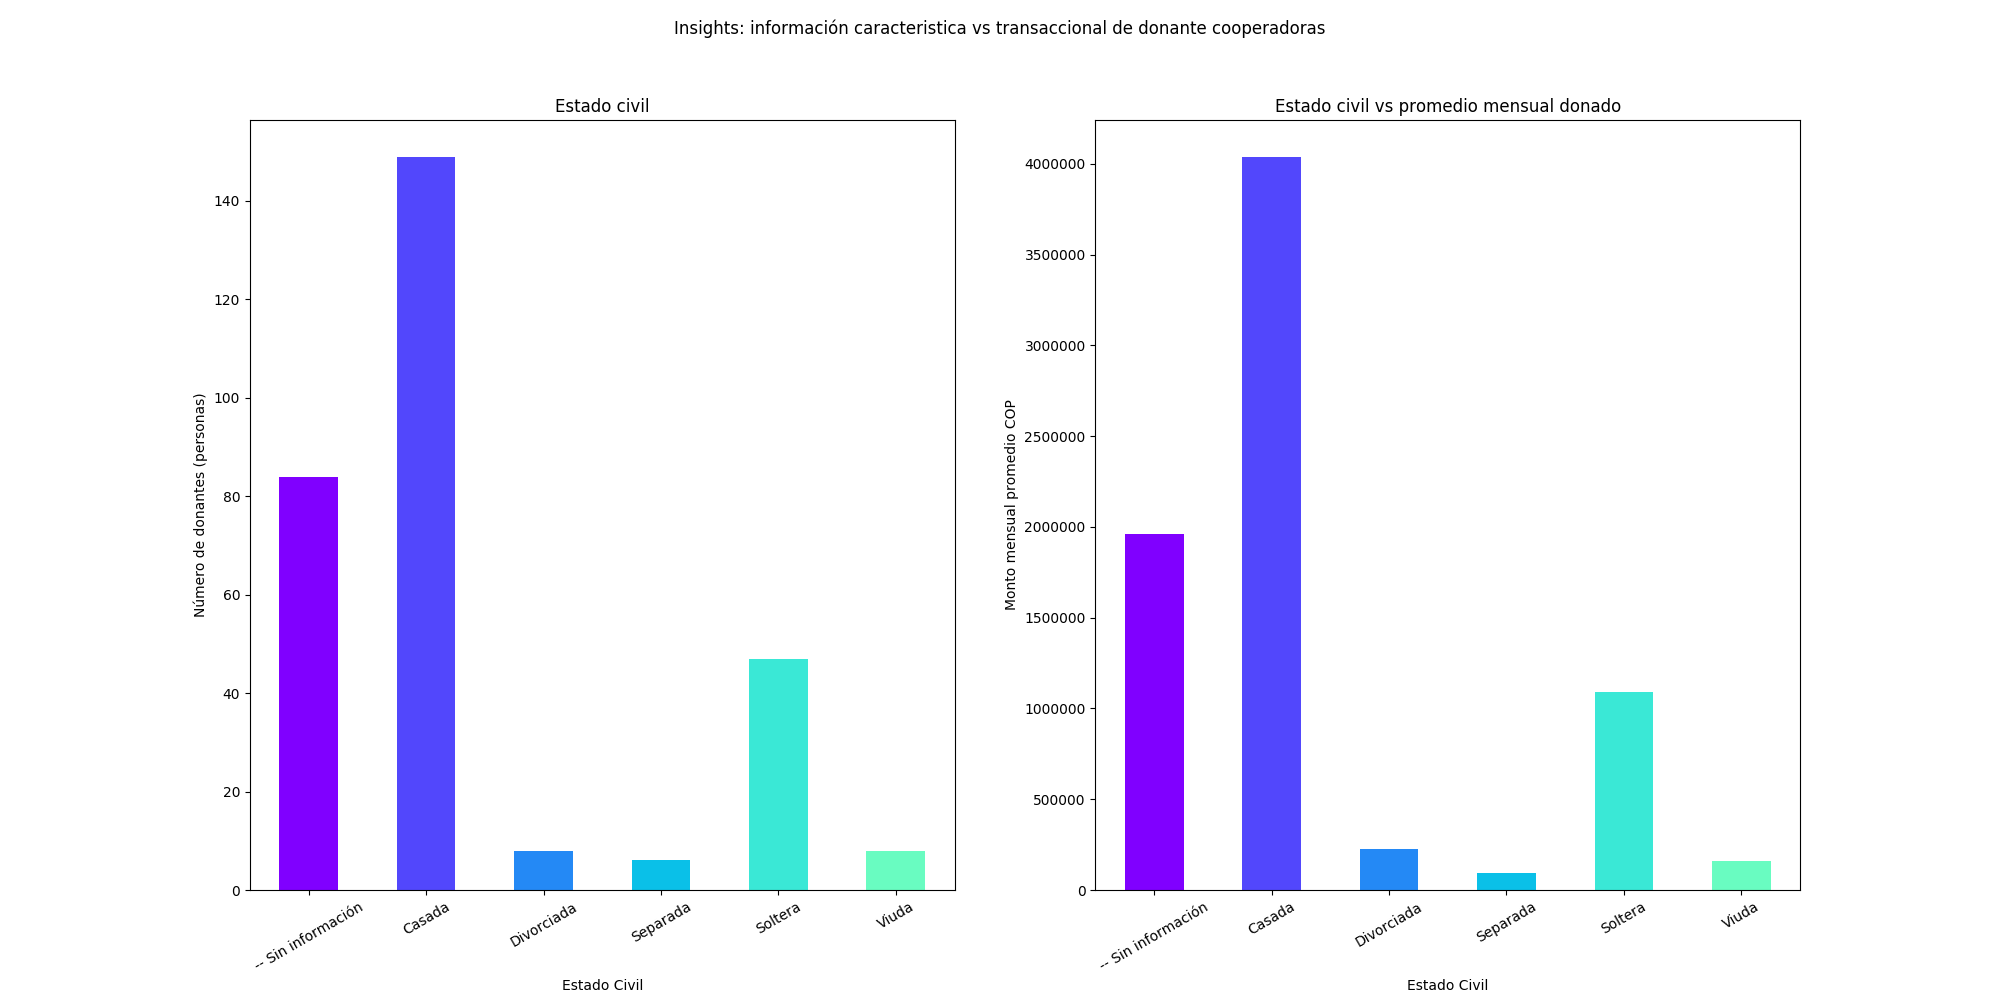 Insights: información caracteristica vs transaccional de donante cooperadoras
Estado civil
Número de donantes (personas)
140
120
100
80
60
40
20
0
-- Sin información
Casada
Divorciada
Separada
Soltera
Viuda
Estado Civil
Estado civil vs promedio mensual donado
Monto mensual promedio COP
4000000
3500000
3000000
2500000
2000000
1500000
1000000
500000
0
-- Sin información
Casada
Divorciada
Separada
Soltera
Viuda
Estado Civil